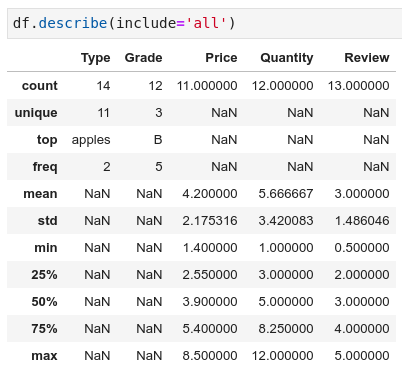 df.describe(include='all')
Type Grade Price Quantity Review
count 14 12 11.000000 12.000000 13.000000
unique 11 3 NaN NaN NaN
top apples B NaN NaN NaN
freq 2 5 NaN NaN NaN
mean NaN NaN 4.200000 5.666667 3.000000
std NaN NaN 2.175316 3.420083 1.486046
min NaN NaN 1.400000 1.000000 0.500000
25% NaN NaN 2.550000 3.000000 2.000000
50% NaN NaN 3.900000 5.000000 3.000000
75% NaN NaN 5.400000 8.250000 4.000000
max NaN NaN 8.500000 12.000000 5.000000